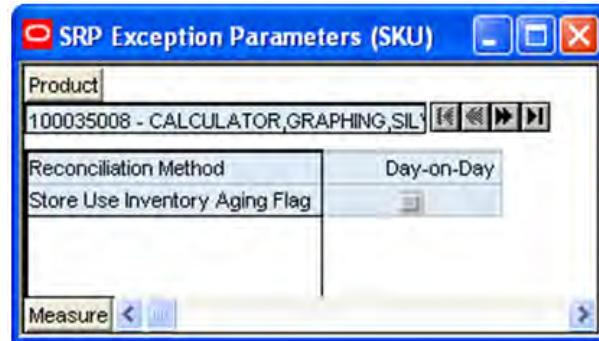 SRP Exception Parameters (SKU)
Product
100035008 - CALCULATOR,GRAPHING,SIL
Reconciliation Method Day-on-Day
Store Use Inventory Aging Flag
Measure